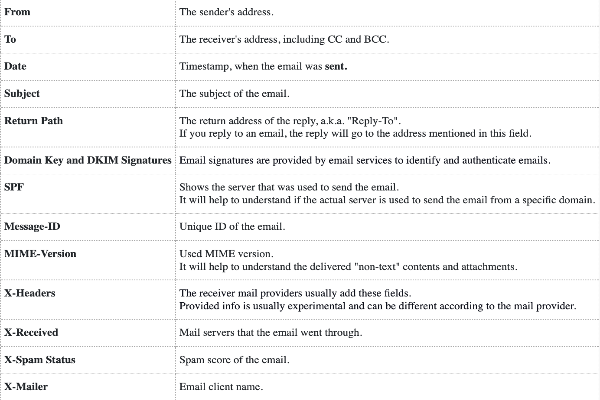 From The sender's address.
To The receiver's address, including CC and BCC.
Date Timestamp, when the email was sent.
Subject The subject of the email.
Return Path The return address of the reply, a.k.a. "Reply-To".
If you reply to an email, the reply will go to the address mentioned in this field.
Domain Key and DKIM Signatures Email signatures are provided by email services to identify and authenticate emails.
SPF Shows the server that was used to send the email.
It will help to understand if the actual server is used to send the email from a specific domain.
Message-ID Unique ID of the email.
MIME-Version Used MIME version.
It will help to understand the delivered "non-text" contents and attachments.
X-Headers The receiver mail providers usually add these fields.
Provided info is usually experimental and can be different according to the mail provider.
X-Received Mail servers that the email went through.
X-Spam Status Spam score of the email.
X-Mailer Email client name.